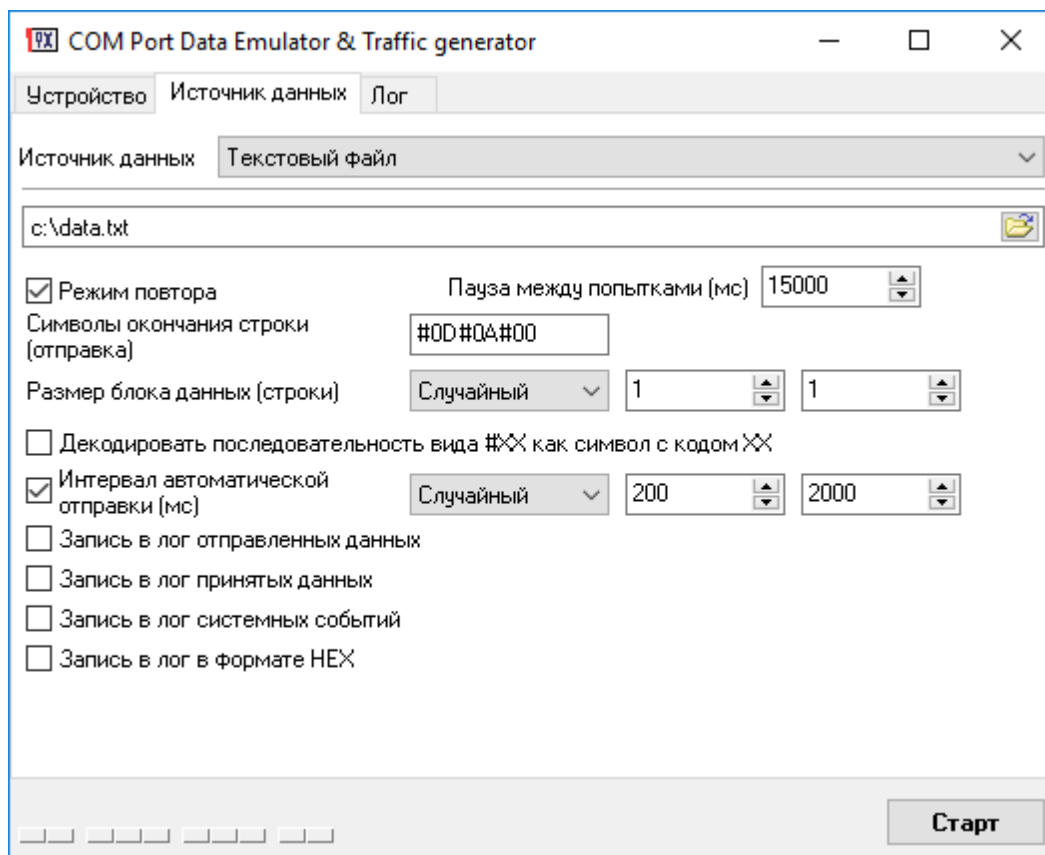 COM Port Data Emulator & Traffic generator
Устройство Источник данных Лог
Источник данных Текстовый файл
c:\data.txt
Режим повтора Пауза между попытками (мс) 15000
Символы окончания строки
(отправка) #0D#0A#00
Размер блока данных (строки) Случайный 1 1
Декодировать последовательность вида #XX как символ с кодом XX
Интервал автоматической
отправки (мс) Случайный 200 2000
Запись в лог отправленных данных
Запись в лог принятых данных
Запись в лог системных событий
Запись в лог в формате HEX
Старт